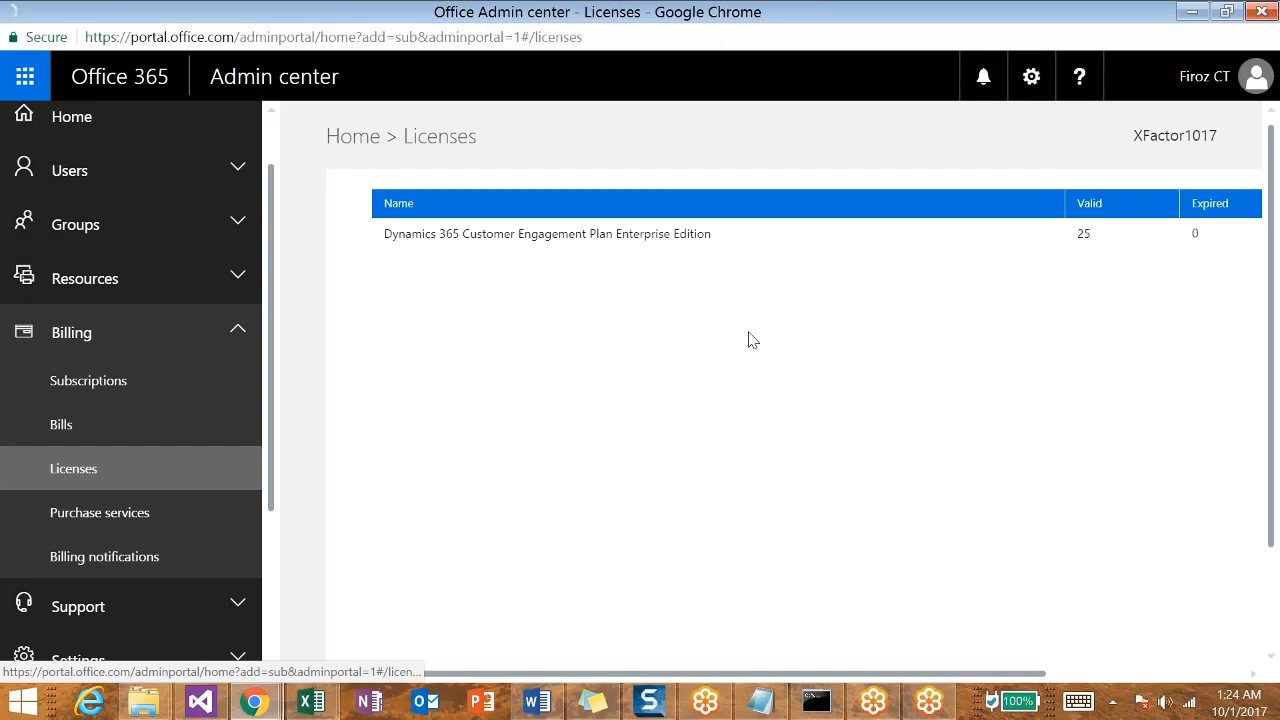 Office Admin center - Licenses - Google Chrome
Secure https://portal.office.com/adminportal/home?add=sub&adminportal=1#/licenses
Office 365 Admin center ? Firoz CT
Home
Users
Groups
Resources
Billing
Subscriptions
Bills
Licenses
Purchase services
Billing notifications
Support
Settings
Home > Licenses XFactor1017
Name Valid Expired
Dynamics 365 Customer Engagement Plan Enterprise Edition 25 0
https://portal.office.com/adminportal/home?add=sub&adminportal=1#/licen...
100% 1:24 AM
10/1/2017